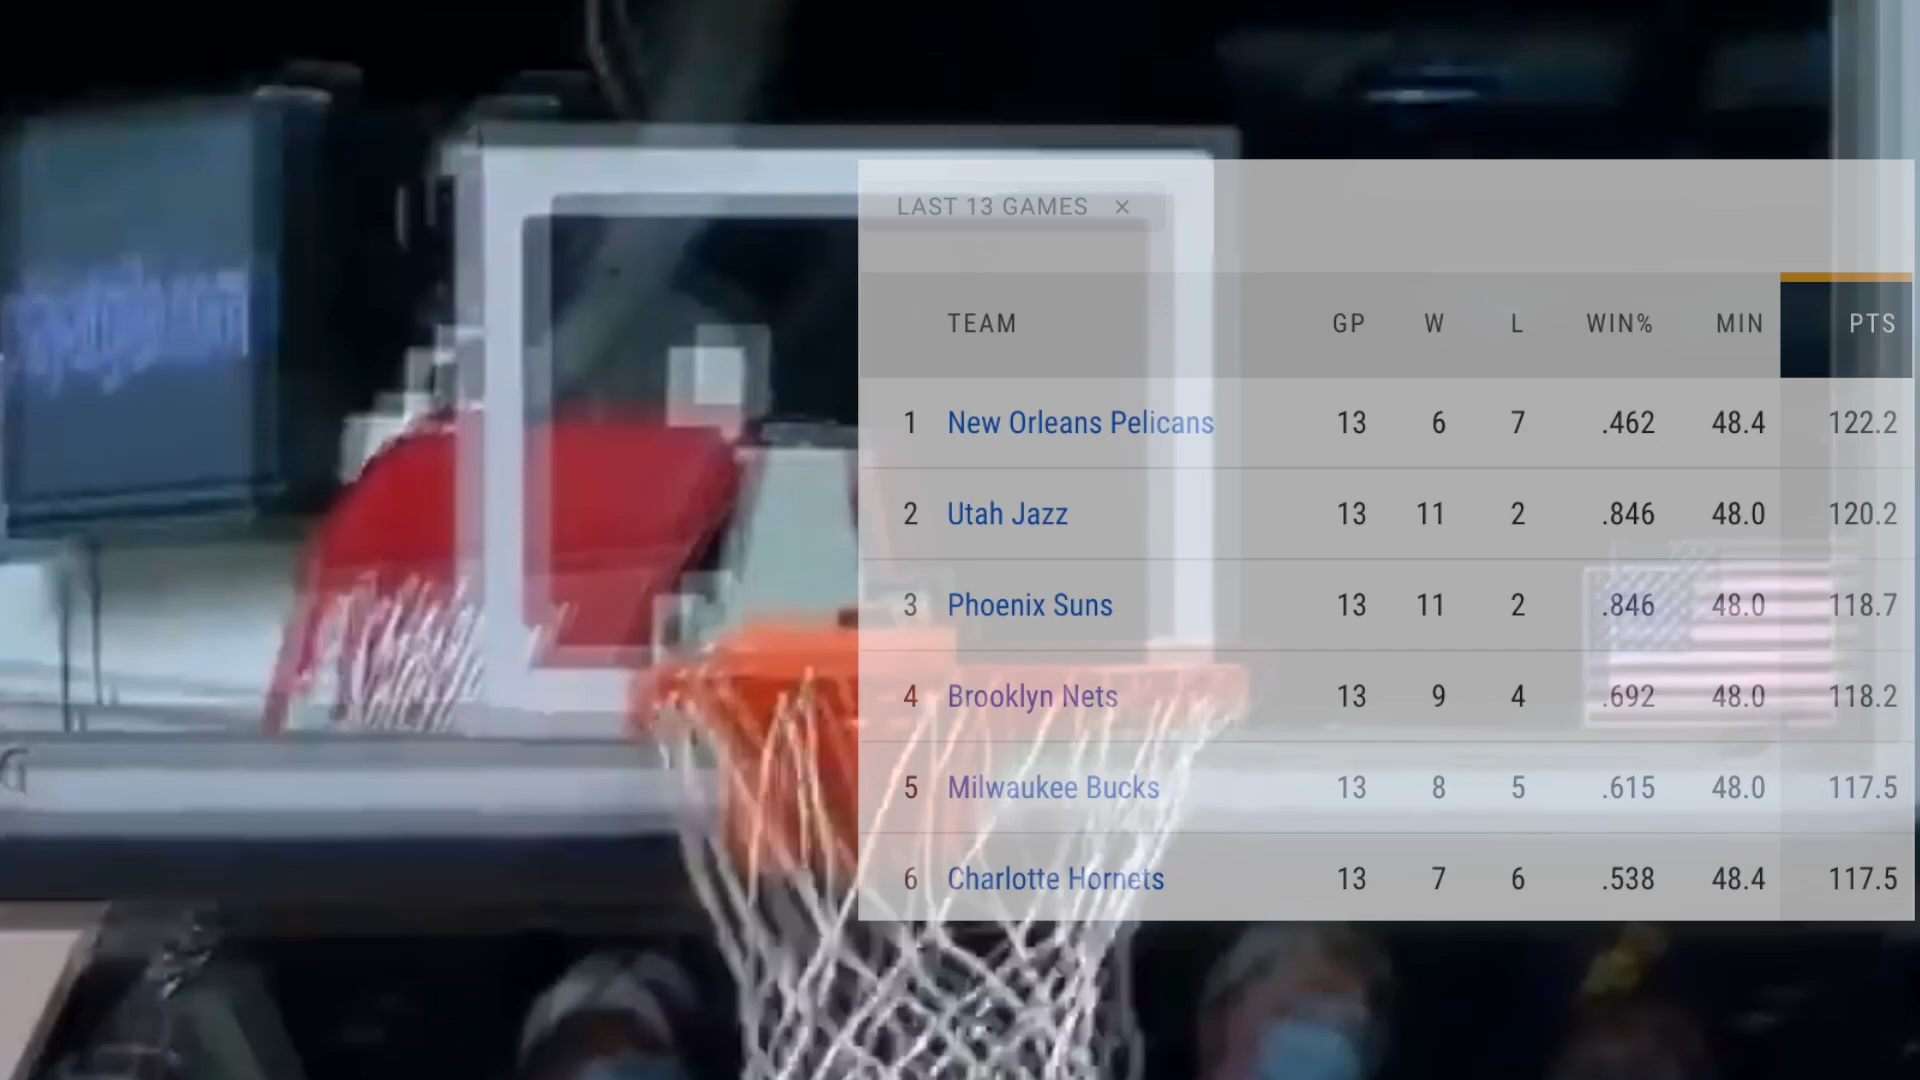 LAST 13 GAMES ×
TEAM GP W L WIN% MIN PTS
1 New Orleans Pelicans 13 6 7 .462 48.4 122.2
2 Utah Jazz 13 11 2 .846 48.0 120.2
3 Phoenix Suns 13 11 2 .846 48.0 118.7
4 Brooklyn Nets 13 9 4 .692 48.0 118.2
5 Milwaukee Bucks 13 8 5 .615 48.0 117.5
6 Charlotte Hornets 13 7 6 .538 48.4 117.5